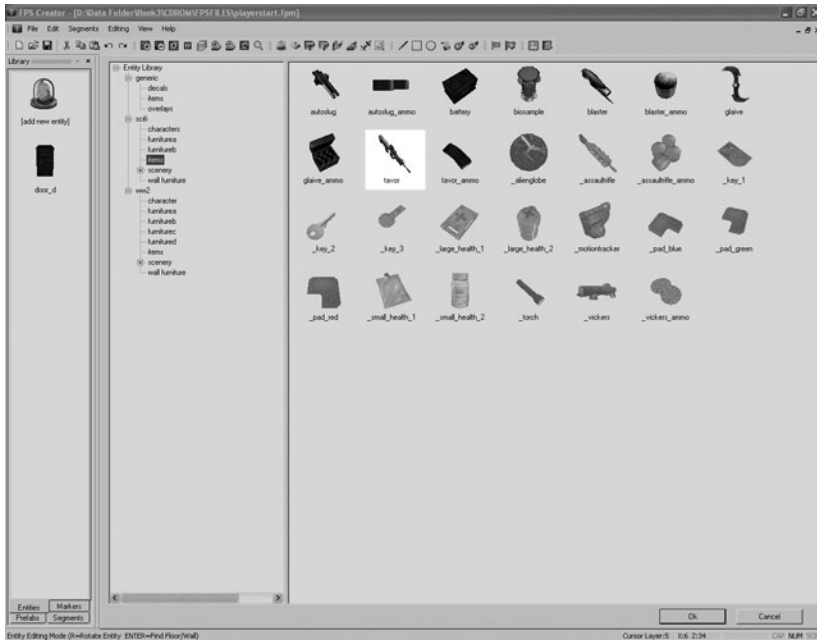 FPS Creator - [D:\Data Folder\Book3\CDROM\FPSFILES\playerstart.fpm]
File Edit Segments Editing View Help
Library
[add new entity]
door_d
Entity Library
generic
decals
items
overlays
scifi
characters
furniturea
furnitureb
items
scenery
wall furniture
ww2
character
furniturea
furnitureb
furniturec
furnitured
items
scenery
wall furniture
autoslug autoslug_ammo battery biosample blaster blaster_ammo glaive
glaive_ammo tavor tavor_ammo _alienglobe _assaultrifle _assaultrifle_ammo _key_1
_key_2 _key_3 _large_health_1 _large_health_2 _motiontracker _pad_blue _pad_green
_pad_red _small_health_1 _small_health_2 _torch _vickers _vickers_ammo
Entities Markers
Prefabs Segments
Ok Cancel
Entity Editing Mode (R=Rotate Entity ENTER=Find Floor/Wall) Cursor Layer:5 X:6 Z:34 CAP NUM